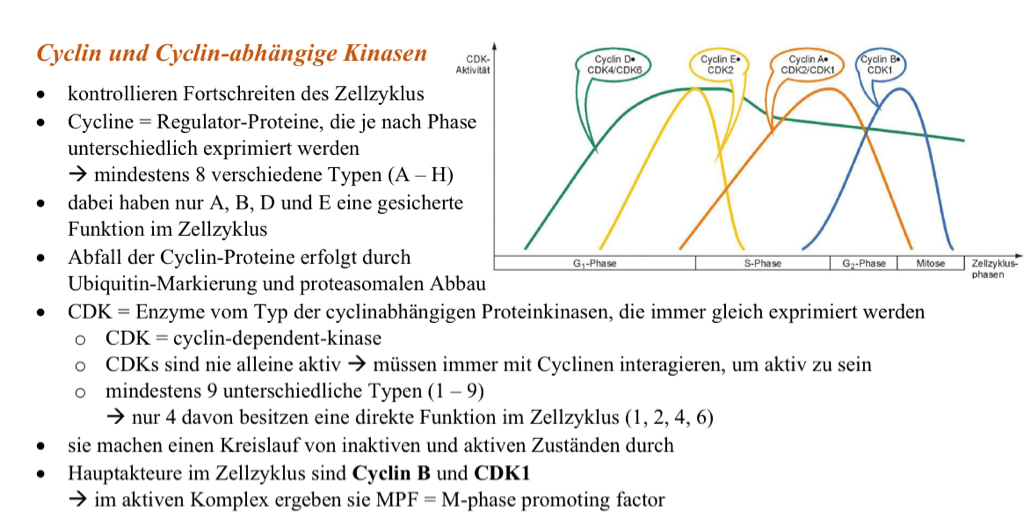 Cyclin und Cyclin-abhängige Kinasen
• kontrollieren Fortschreiten des Zellzyklus
• Cycline = Regulator-Proteine, die je nach Phase
unterschiedlich exprimiert werden
→ mindestens 8 verschiedene Typen (A – H)
• dabei haben nur A, B, D und E eine gesicherte
Funktion im Zellzyklus
• Abfall der Cyclin-Proteine erfolgt durch
Ubiquitin-Markierung und proteasomalen Abbau
CDK-
Aktivität
Cyclin D•
CDK4/CDK6
Cyclin E•
CDK2
Cyclin A•
CDK2/CDK1
Cyclin B•
CDK1
G₁-Phase
S-Phase
G₂-Phase
Mitose
Zellzyklus-
phasen
• CDK = Enzyme vom Typ der cyclinabhängigen Proteinkinasen, die immer gleich exprimiert werden
o CDK = cyclin-dependent-kinase
o CDKs sind nie alleine aktiv → müssen immer mit Cyclinen interagieren, um aktiv zu sein
o mindestens 9 unterschiedliche Typen (1 – 9)
→ nur 4 davon besitzen eine direkte Funktion im Zellzyklus (1, 2, 4, 6)
• sie machen einen Kreislauf von inaktiven und aktiven Zuständen durch
• Hauptakteure im Zellzyklus sind Cyclin B und CDK1
→ im aktiven Komplex ergeben sie MPF = M-phase promoting factor